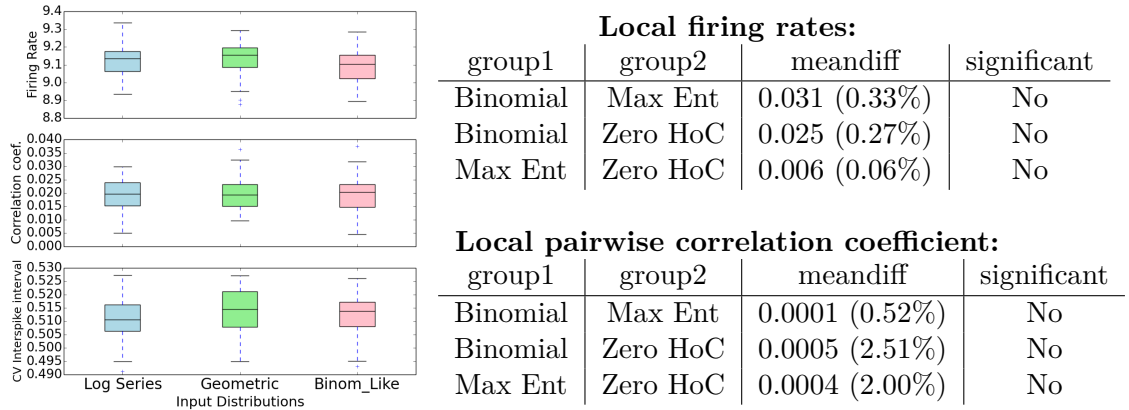 9.4
9.3
9.2
9.1
9.0
8.9
8.8
Firing Rate
0.040
0.035
0.030
0.025
0.020
0.015
0.010
0.005
0.000
Correlation coef.
0.530
0.525
0.520
0.515
0.510
0.505
0.500
0.495
0.490
CV Interspike interval
Log Series Geometric Binom_Like
Input Distributions
Local firing rates:
group1 group2 meandiff significant
Binomial Max Ent 0.031 (0.33%) No
Binomial Zero HoC 0.025 (0.27%) No
Max Ent Zero HoC 0.006 (0.06%) No
Local pairwise correlation coefficient:
group1 group2 meandiff significant
Binomial Max Ent 0.0001 (0.52%) No
Binomial Zero HoC 0.0005 (2.51%) No
Max Ent Zero HoC 0.0004 (2.00%) No